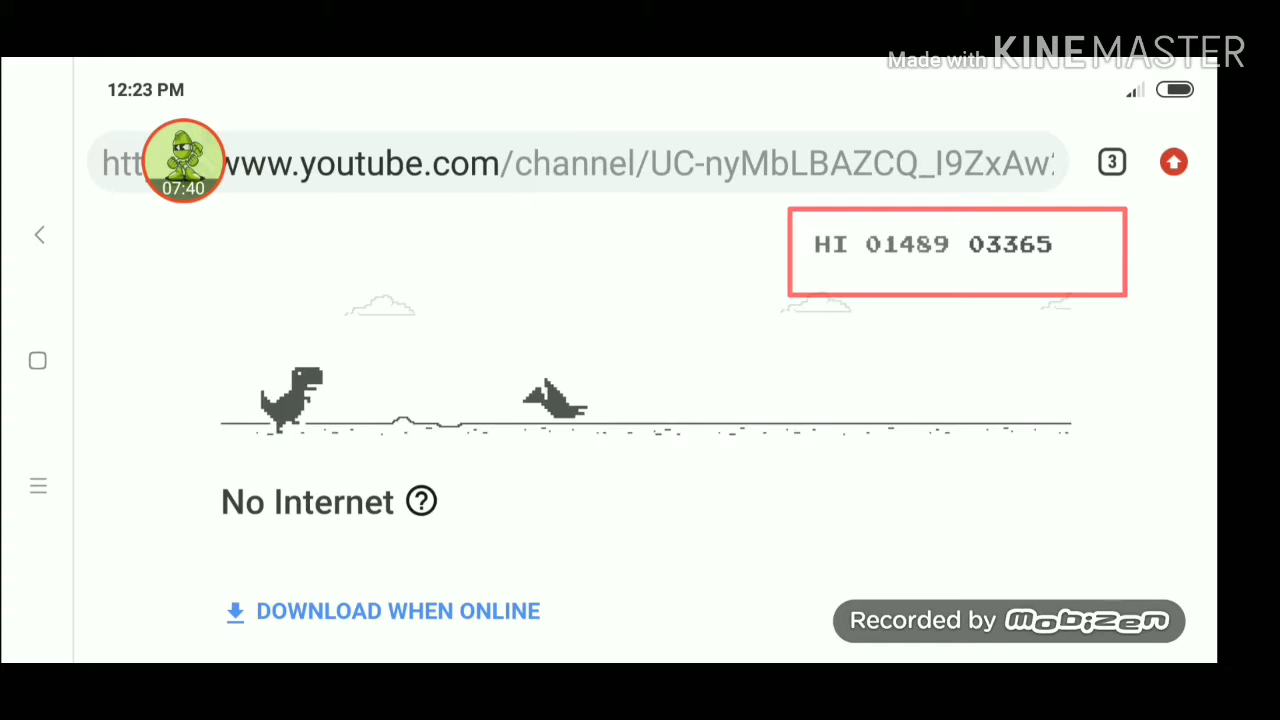 Made with KINEMASTER
12:23 PM
07:40
www.youtube.com/channel/UC-nyMbLBAZCQ_I9ZxAw
3
HI 01489 03365
No Internet ?
DOWNLOAD WHEN ONLINE
Recorded by mobizen